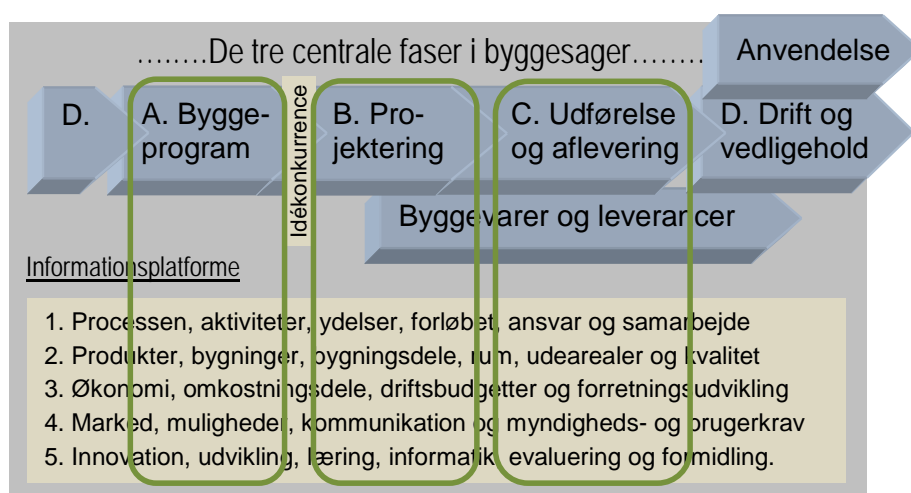 ……..De tre centrale faser i byggesager……..
Anvendelse
D.
A. Bygge-
program
Idékonkurrence
B. Pro-
jektering
C. Udførelse
og aflevering
D. Drift og
vedligehold
Byggevarer og leverancer
Informationsplatforme
1. Processen, aktiviteter, ydelser, forløbet, ansvar og samarbejde
2. Produkter, bygninger, bygningsdele, rum, udearealer og kvalitet
3. Økonomi, omkostningsdele, driftsbudgetter og forretningsudvikling
4. Marked, muligheder, kommunikation og myndigheds- og brugerkrav
5. Innovation, udvikling, læring, informatik, evaluering og formidling.